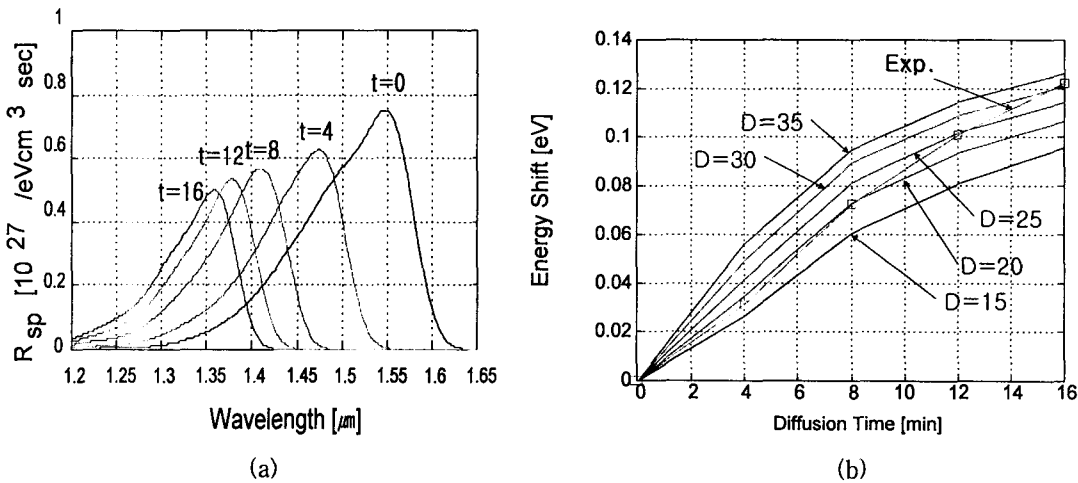 R sp [10 27 /eVcm 3 sec]
1
0.8
0.6
0.4
0.2
0
t=0
t=4
t=12 t=8
t=16
1.2 1.25 1.35 1.35 1.4 1.45 1.5 1.55 1.6 1.65
Wavelength [㎛]
(a)
Energy Shift [eV]
0.14
0.12
0.1
0.08
0.06
0.04
0.02
0
Exp.
D=35
D=30
D=25
D=20
D=15
0 2 4 6 8 10 12 14 16
Diffusion Time [min]
(b)